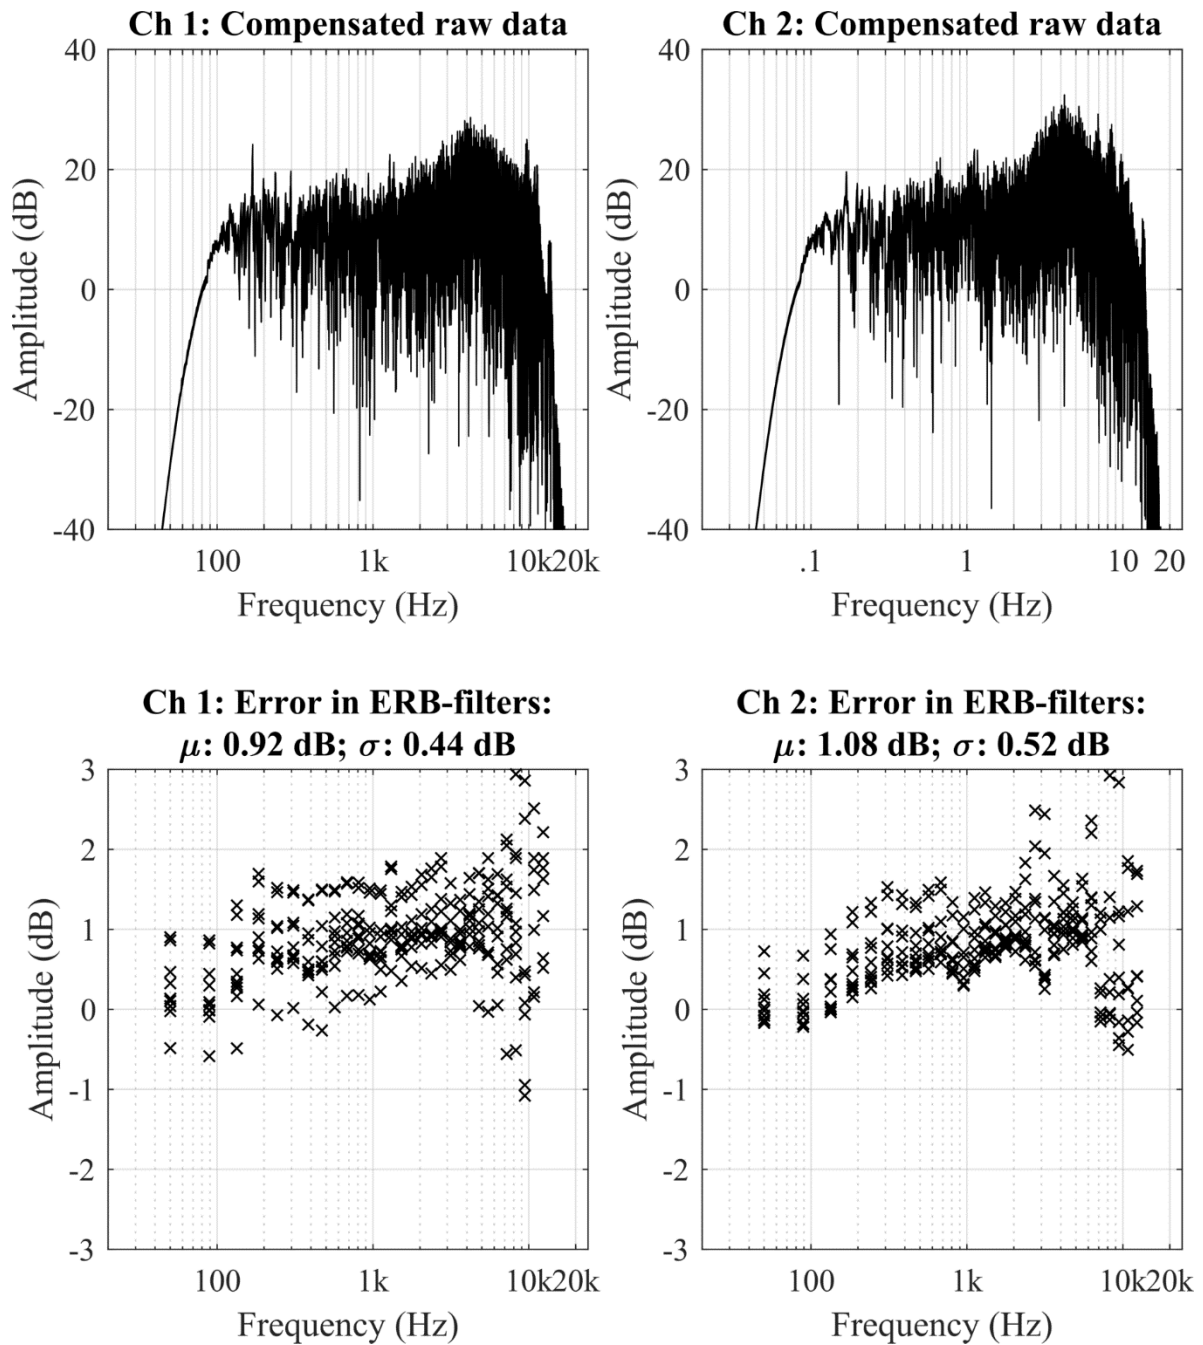 Ch 1: Compensated raw data
40
20
0
-20
-40
Amplitude (dB)
100 1k 10k20k
Frequency (Hz)
Ch 2: Compensated raw data
40
20
0
-20
-40
Amplitude (dB)
.1 1 10 20
Frequency (Hz)
Ch 1: Error in ERB-filters:
μ: 0.92 dB; σ: 0.44 dB
3
2
1
0
-1
-2
-3
Amplitude (dB)
100 1k 10k20k
Frequency (Hz)
Ch 2: Error in ERB-filters:
μ: 1.08 dB; σ: 0.52 dB
3
2
1
0
-1
-2
-3
Amplitude (dB)
100 1k 10k20k
Frequency (Hz)